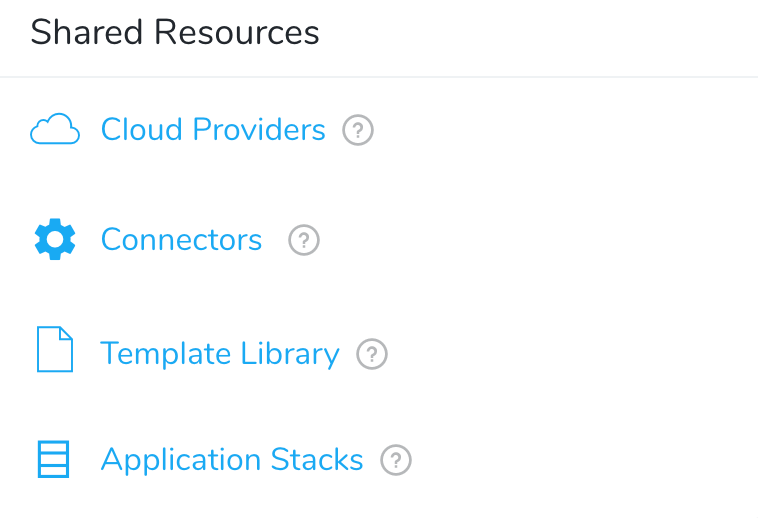 Shared Resources
Cloud Providers ?
Connectors ?
Template Library ?
Application Stacks ?